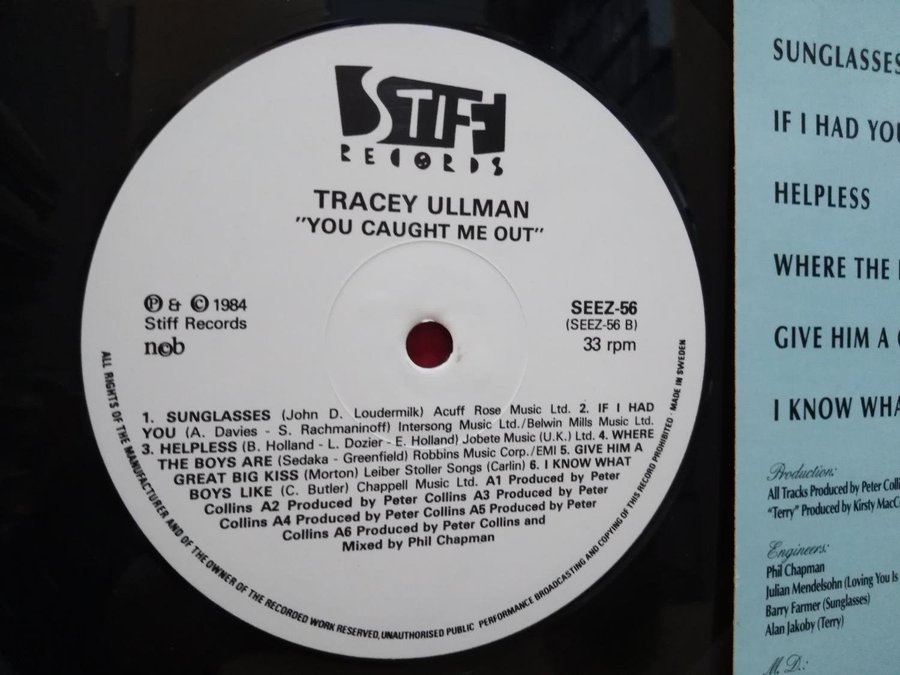 STIFF
RECORDS
TRACEY ULLMAN
"YOU CAUGHT ME OUT"
Ⓟ & © 1984
Stiff Records
ncb
SEEZ-56
(SEEZ-56 B)
33 rpm
1. SUNGLASSES (John D. Loudermilk) Acuff Rose Music Ltd. 2. IF I HAD
YOU (A. Davies - S. Rachmaninoff) Intersong Music Ltd./Belwin Mills Music Ltd.
3. HELPLESS (B. Holland - L. Dozier - E. Holland) Jobete Music (U.K.) Ltd. 4. WHERE
THE BOYS ARE (Sedaka - Greenfield) Robbins Music Corp./EMI 5. GIVE HIM A
GREAT BIG KISS (Morton) Leiber Stoller Songs (Carlin) 6. I KNOW WHAT
BOYS LIKE (C. Butler) Chappell Music Ltd. A1 Produced by Peter
Collins A2 Produced by Peter Collins A3 Produced by Peter
Collins A4 Produced by Peter Collins A5 Produced by Peter
Collins A6 Produced by Peter Collins and
Mixed by Phil Chapman
ALL RIGHTS OF THE MANUFACTURER AND OF THE OWNER OF THE RECORDED WORK RESERVED, UNAUTHORISED PUBLIC PERFORMANCE BROADCASTING AND COPYING OF THIS RECORD PROHIBITED · MADE IN SWEDEN
SUNGLASSES
IF I HAD YOU
HELPLESS
WHERE THE
GIVE HIM A
I KNOW WHA
Production:
All Tracks Produced by Peter Colli
"Terry" Produced by Kirsty MacC
Engineers:
Phil Chapman
Julian Mendelsohn (Loving You Is
Barry Farmer (Sunglasses)
Alan Jakoby (Terry)
M.D.: